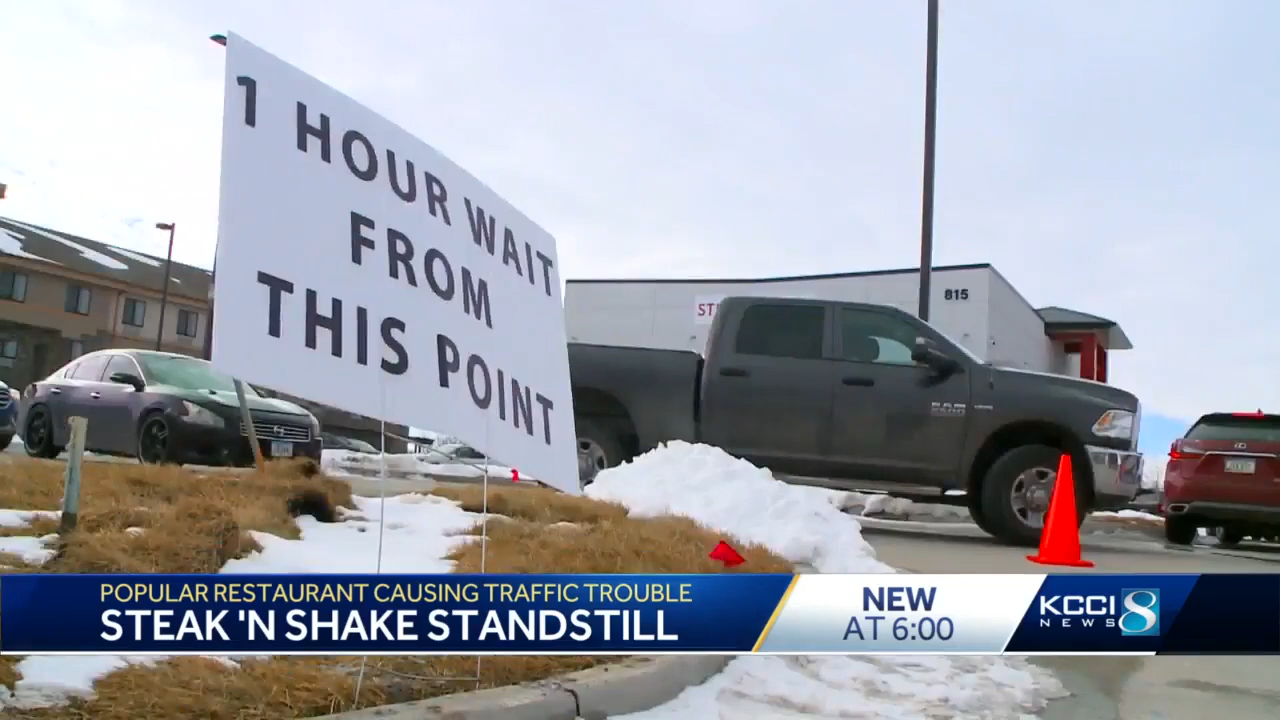 1 HOUR WAIT
FROM
THIS POINT
815
ST
POPULAR RESTAURANT CAUSING TRAFFIC TROUBLE
STEAK 'N SHAKE STANDSTILL
NEW
AT 6:00
KCCI 8
NEWS